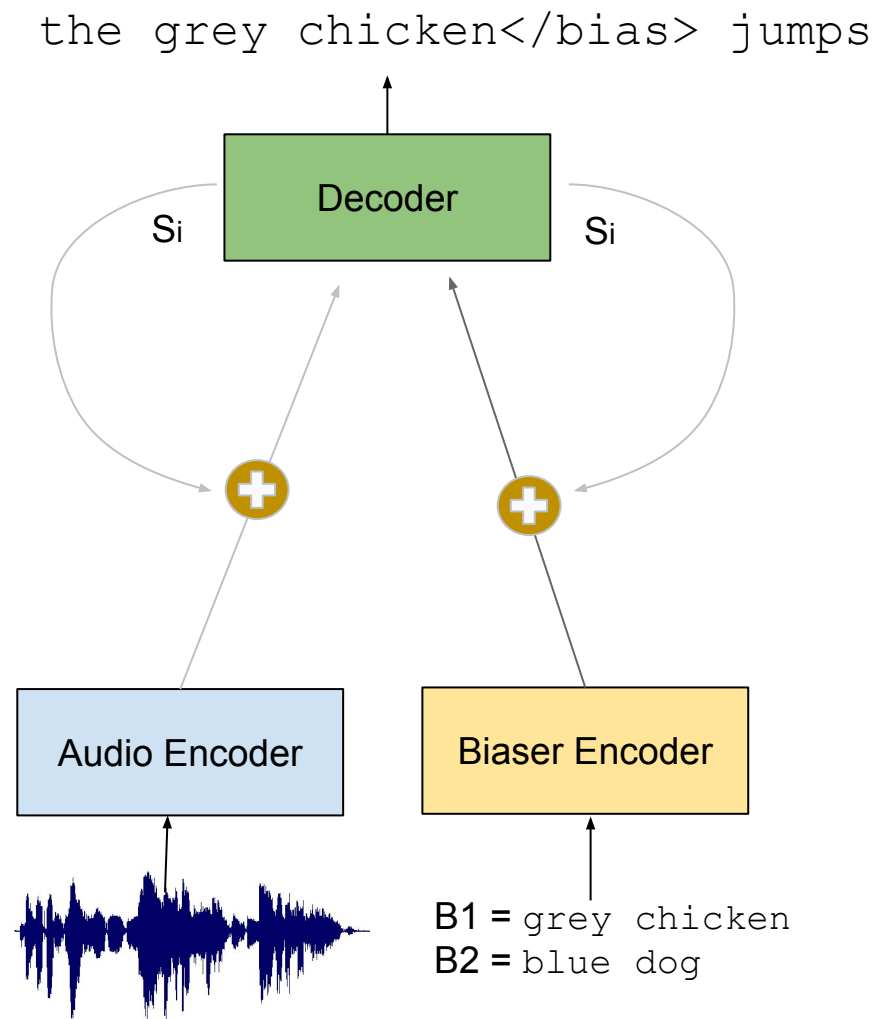 the grey chicken</bias> jumps
Decoder
Si
Si
Audio Encoder
Biaser Encoder
B1 = grey chicken
B2 = blue dog